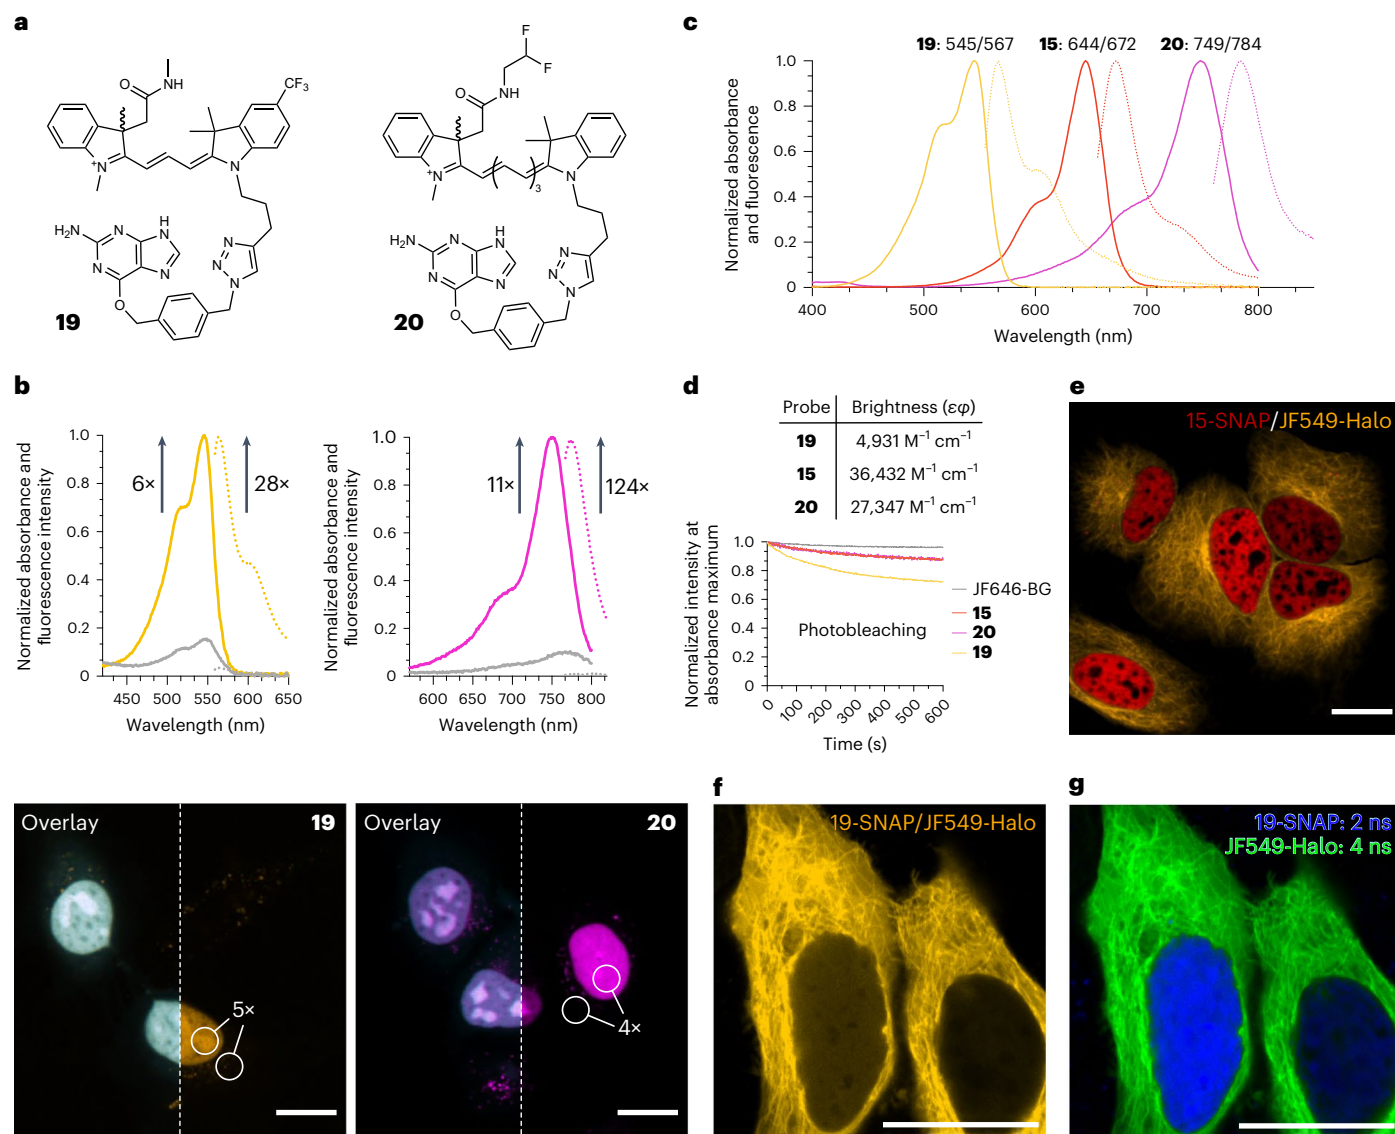 a
O
NH
CF₃
+N
N
H₂N
N
H
N
N
N
N
N
N
N
O
19
F
F
O
NH
+N
3
N
H₂N
N
H
N
N
N
N
N
N
N
O
20
b
Normalized absorbance and
fluorescence intensity
1.0
0.8
0.6
0.4
0.2
0
6×
28×
450 500 550 600 650
Wavelength (nm)
Normalized absorbance and
fluorescence intensity
1.0
0.8
0.6
0.4
0.2
0
11×
124×
600 650 700 750 800
Wavelength (nm)
Overlay
19
5×
Overlay
20
4×
c
19: 545/567 15: 644/672 20: 749/784
Normalized absorbance
and fluorescence
1.0
0.8
0.6
0.4
0.2
0
400 500 600 700 800
Wavelength (nm)
d
Probe Brightness (εφ)
19 4,931 M⁻¹ cm⁻¹
15 36,432 M⁻¹ cm⁻¹
20 27,347 M⁻¹ cm⁻¹
Normalized intensity at
absorbance maximum
1.0
0.8
0.6
0.4
0.2
0
Photobleaching
JF646-BG
15
20
19
0 100 200 300 400 500 600
Time (s)
e
15-SNAP/JF549-Halo
f
19-SNAP/JF549-Halo
g
19-SNAP: 2 ns
JF549-Halo: 4 ns